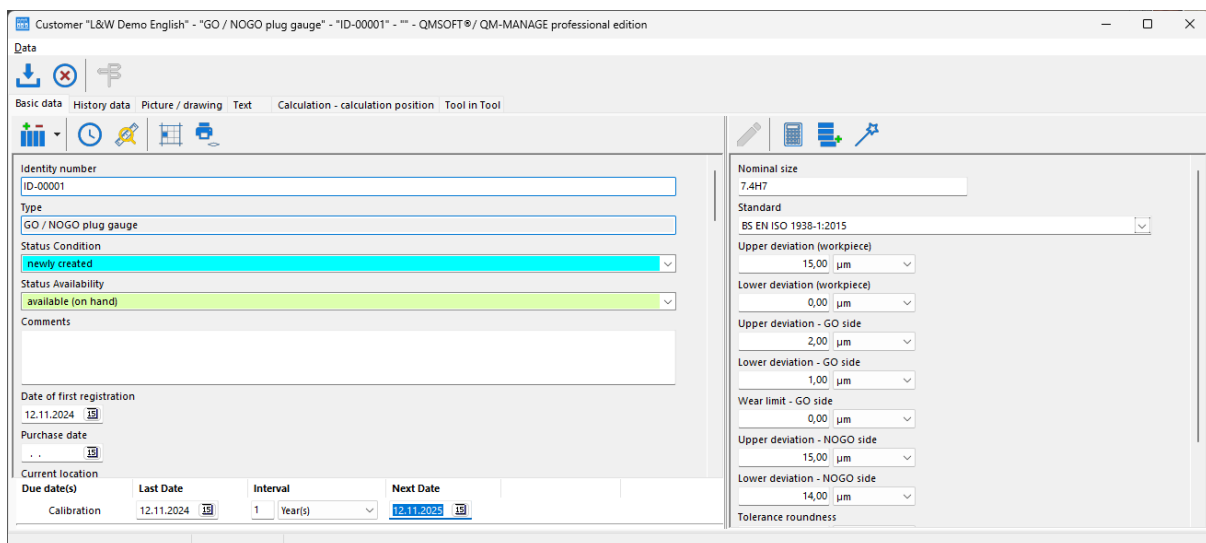 Customer "L&W Demo English" - "GO / NOGO plug gauge" - "ID-00001" - "" - QMSOFT®/ QM-MANAGE professional edition
Data
Basic data History data Picture / drawing Text Calculation - calculation position Tool in Tool
Identity number
ID-00001
Type
GO / NOGO plug gauge
Status Condition
newly created
Status Availability
available (on hand)
Comments
Date of first registration
12.11.2024 15
Purchase date
. . 15
Current location
Due date(s) Last Date Interval Next Date
Calibration 12.11.2024 15 1 Year(s) 12.11.2025 15
Nominal size
7.4H7
Standard
BS EN ISO 1938-1:2015
Upper deviation (workpiece)
15,00 µm
Lower deviation (workpiece)
0,00 µm
Upper deviation - GO side
2,00 µm
Lower deviation - GO side
1,00 µm
Wear limit - GO side
0,00 µm
Upper deviation - NOGO side
15,00 µm
Lower deviation - NOGO side
14,00 µm
Tolerance roundness